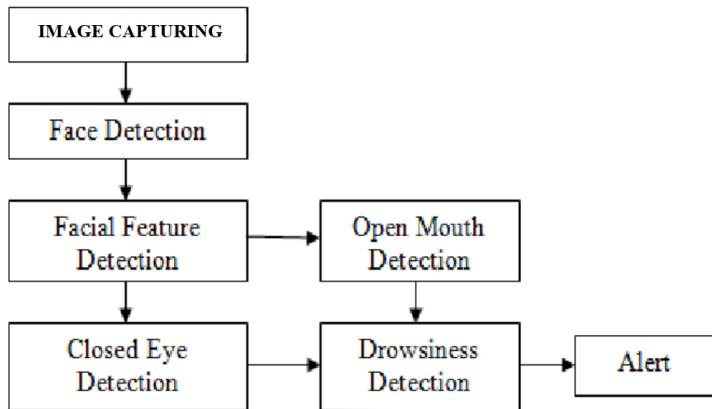 IMAGE CAPTURING
Face Detection
Facial Feature
Detection
Open Mouth
Detection
Closed Eye
Detection
Drowsiness
Detection
Alert